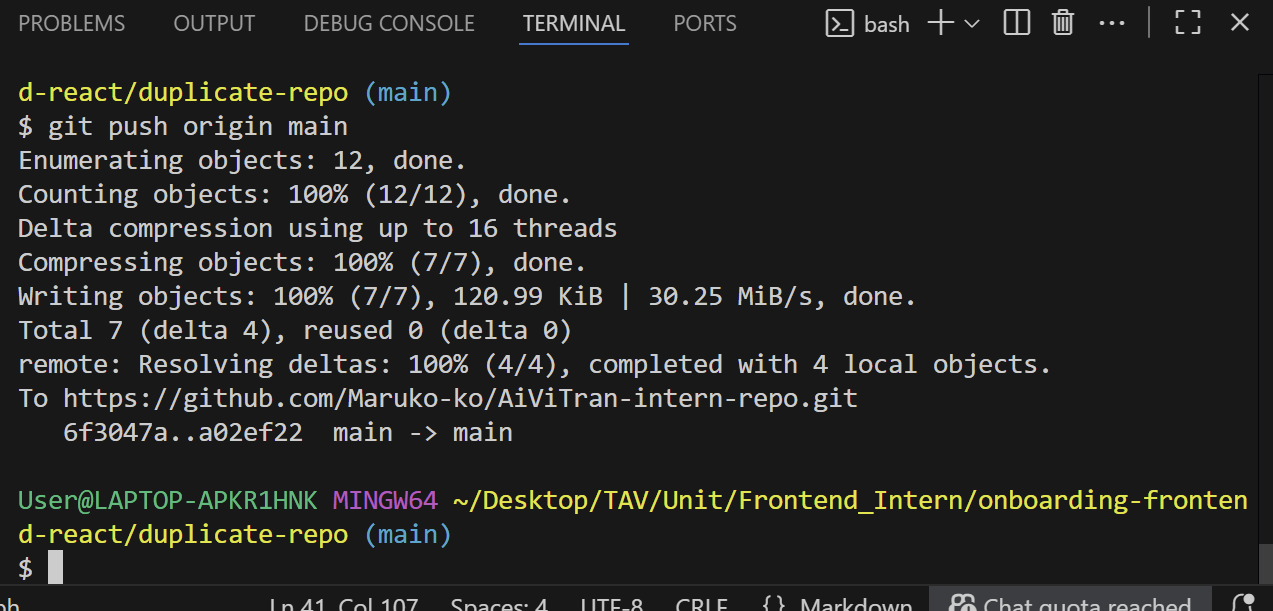 PROBLEMS OUTPUT DEBUG CONSOLE TERMINAL PORTS bash
d-react/duplicate-repo (main)
$ git push origin main
Enumerating objects: 12, done.
Counting objects: 100% (12/12), done.
Delta compression using up to 16 threads
Compressing objects: 100% (7/7), done.
Writing objects: 100% (7/7), 120.99 KiB | 30.25 MiB/s, done.
Total 7 (delta 4), reused 0 (delta 0)
remote: Resolving deltas: 100% (4/4), completed with 4 local objects.
To https://github.com/Maruko-ko/AiViTran-intern-repo.git
   6f3047a..a02ef22  main -> main
User@LAPTOP-APKR1HNK MINGW64 ~/Desktop/TAV/Unit/Frontend_Intern/onboarding-fronten
d-react/duplicate-repo (main)
$
Ln 41, Col 107 Spaces: 4 UTF-8 CRLF {} Markdown Chat quota reached